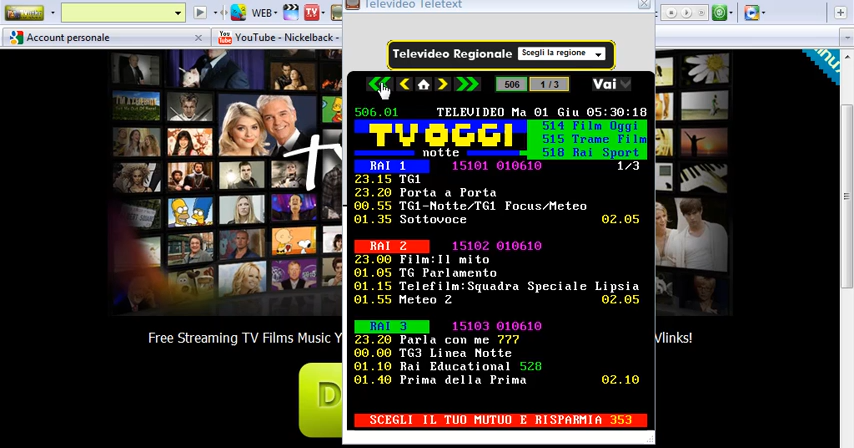 Televideo Teletext
WEB
TV
Account personale
YouTube - Nickelback -
Televideo Regionale Scegli la regione
506 1 / 3 Vai
506.01 TELEVIDEO Ma 01 Giu 05:30:18
TV OGGI
notte
514 Film Oggi
515 Trame Film
518 Rai Sport
RAI 1 15101 010610 1/3
23.15 TG1
23.20 Porta a Porta
00.55 TG1-Notte/TG1 Focus/Meteo
01.35 Sottovoce 02.05
RAI 2 15102 010610
23.00 Film:Il mito
01.05 TG Parlamento
01.15 Telefilm:Squadra Speciale Lipsia
01.55 Meteo 2 02.05
RAI 3 15103 010610
23.20 Parla con me 777
00.00 TG3 Linea Notte
01.10 Rai Educational 528
01.40 Prima della Prima 02.10
SCEGLI IL TUO MUTUO E RISPARMIA 353
Free Streaming TV Films Music Y
Vlinks!
D